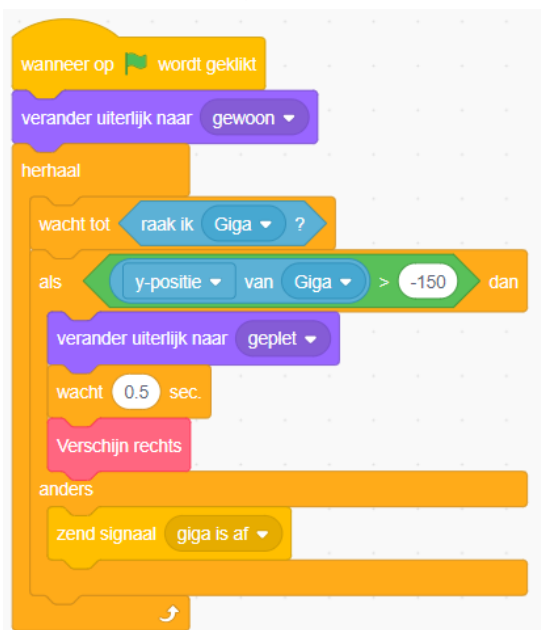 wanneer op wordt geklikt
verander uiterlijk naar gewoon
herhaal
wacht tot raak ik Giga ?
als y-positie van Giga > -150 dan
verander uiterlijk naar geplet
wacht 0.5 sec.
Verschijn rechts
anders
zend signaal giga is af